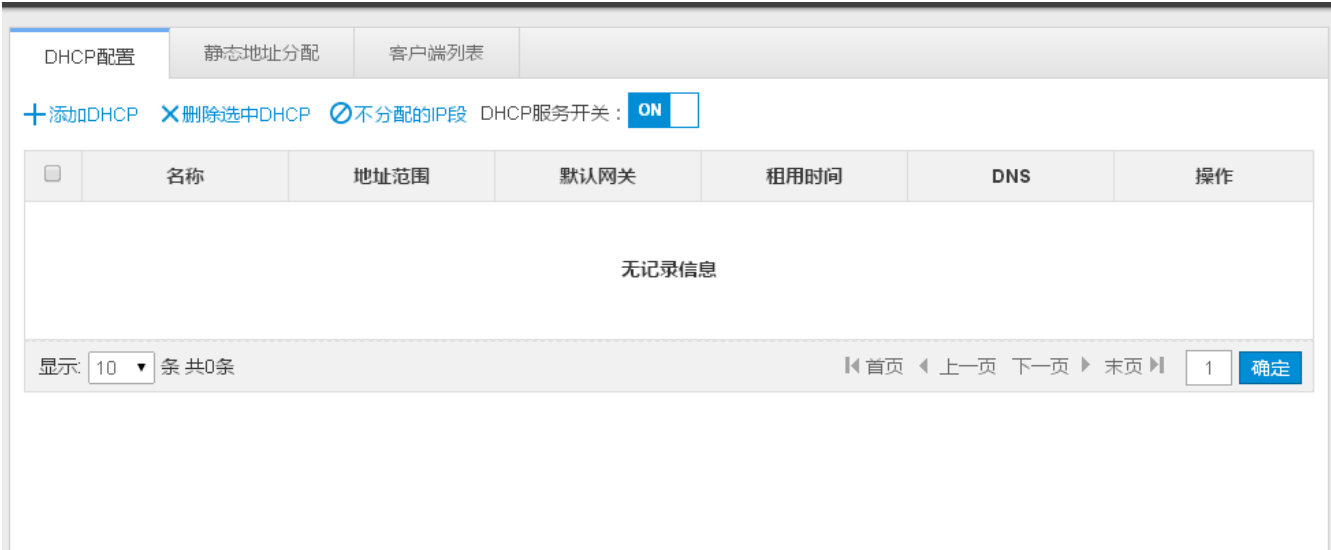 DHCP配置 静态地址分配 客户端列表
添加DHCP 删除选中DHCP 不分配的IP段 DHCP服务开关： ON
名称 地址范围 默认网关 租用时间 DNS 操作
无记录信息
显示: 10 条 共0条 首页 上一页 下一页 末页 1 确定